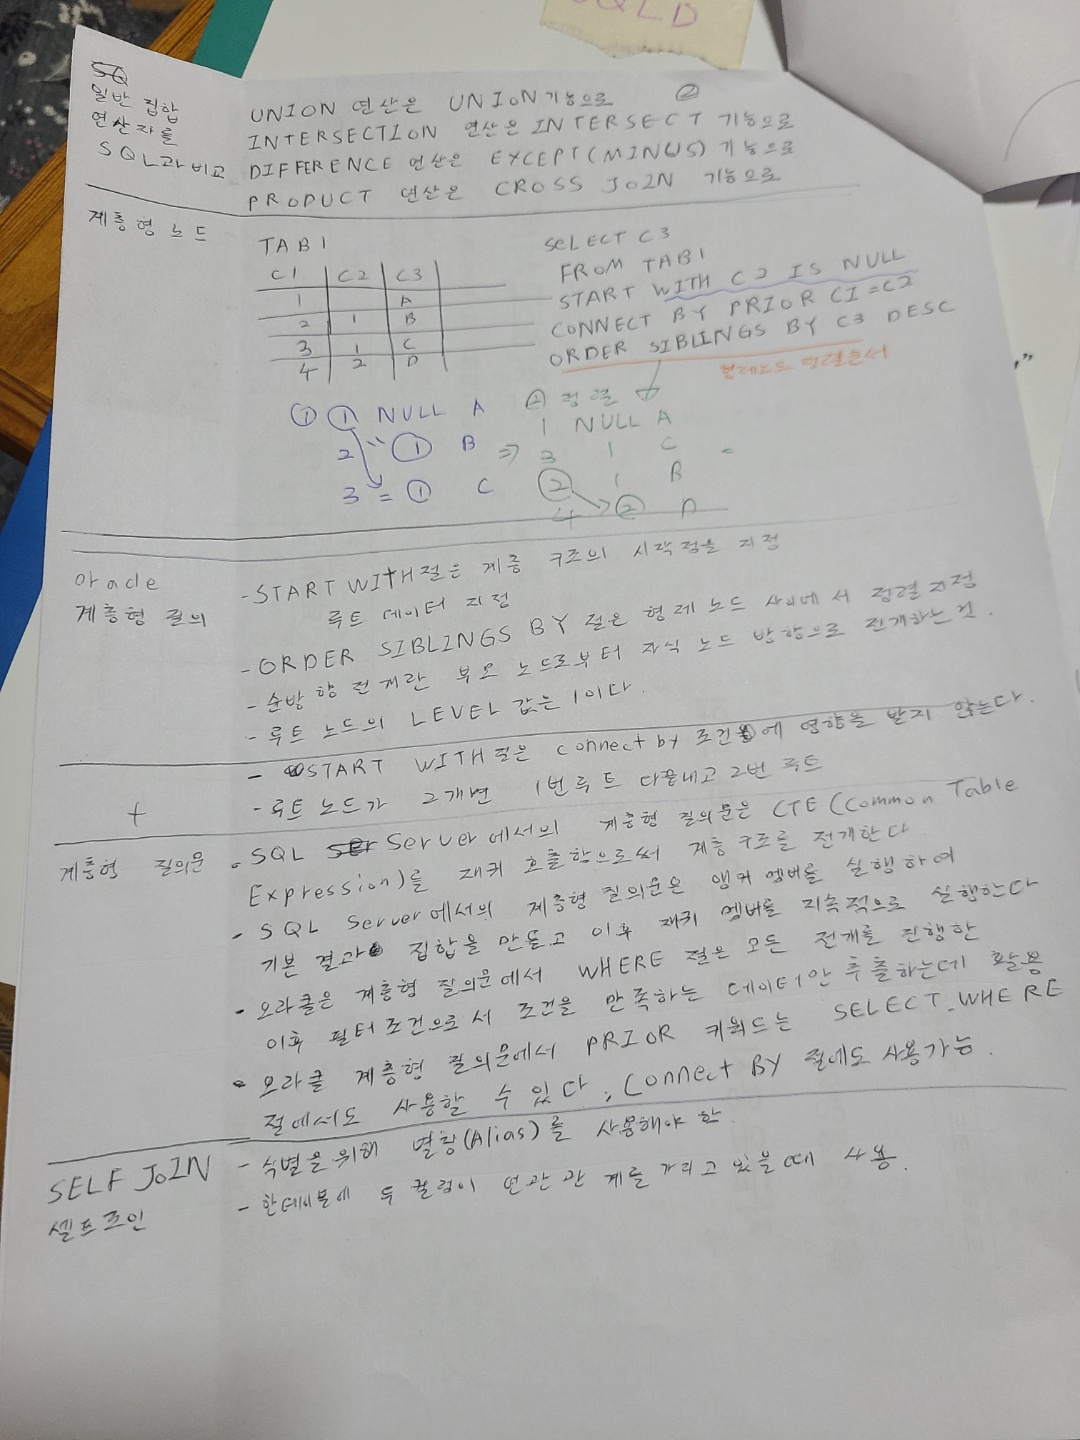 SQLD
②
일반 집합
연산자를
SQL과 비교
UNION 연산은 UNION 기능으로
INTERSECTION 연산은 INTERSECT 기능으로
DIFFERENCE 연산은 EXCEPT(MINUS) 기능으로
PRODUCT 연산은 CROSS JOIN 기능으로
계층형 노드
TAB1
C1 C2 C3
1 A
2 1 B
3 1 C
4 2 D
SELECT C3
FROM TAB1
START WITH C2 IS NULL
CONNECT BY PRIOR C1=C2
ORDER SIBLINGS BY C3 DESC
형제노드 정렬순서
① 1 NULL A
2 1 B
3 = 1 C
⇒
② 정렬
1 NULL A
3 1 C
2 1 B
4 2 D
oracle
계층형 질의
- START WITH절은 계층 구조의 시작점을 지정
루트 데이터 지정
- ORDER SIBLINGS BY 절은 형제 노드 사이에서 정렬 지정
- 순방향 전개란 부모 노드로부터 자식 노드 방향으로 전개하는 것.
- 루트 노드의 LEVEL 값은 1이다.
+
- START WITH절은 connect by 조건에 영향을 받지 않는다.
- 루트 노드가 2개면 1번루트 다끝내고 2번 루트
계층형 질의문
• SQL Server에서의 계층형 질의문은 CTE (Common Table
Expression)를 재귀 호출함으로써 계층 구조를 전개한다
• SQL Server에서의 계층형 질의문은 앵커 멤버를 실행하여
기본 결과 집합을 만들고 이후 재귀 멤버를 지속적으로 실행한다
• 오라클은 계층형 질의문에서 WHERE 절은 모든 전개를 진행한
이후 필터조건으로서 조건을 만족하는 데이터만 추출하는데 활용
• 오라클 계층형 질의문에서 PRIOR 키워드는 SELECT, WHERE
절에서도 사용할 수 있다, Connect BY 절에도 사용가능.
SELF JOIN
셀프조인
- 식별을 위해 별칭(Alias)를 사용해야 함.
- 한테이블에 두 컬럼이 연관 관계를 가리고 있을때 사용.